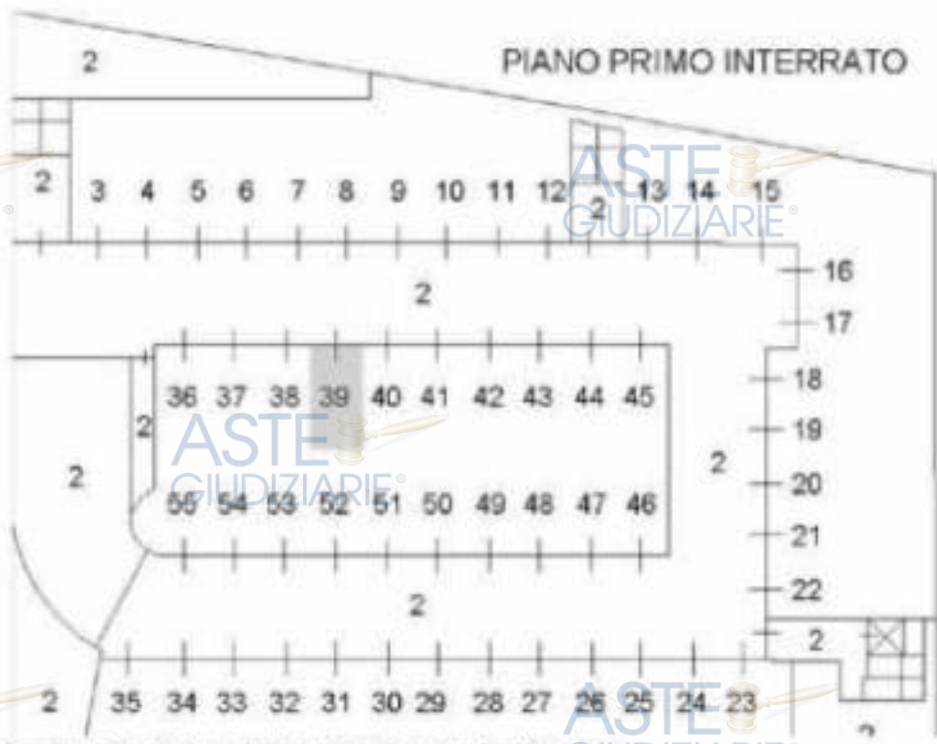 PIANO PRIMO INTERRATO
2
2 3 4 5 6 7 8 9 10 11 12 2 13 14 15
ASTE
GIUDIZIARIE®
16
2
17
36 37 38 39 40 41 42 43 44 45
18
2
ASTE
19
2
2
GIUDIZIARIE®
20
55 54 53 52 51 50 49 48 47 46
21
22
2
2
2 35 34 33 32 31 30 29 28 27 26 25 24 23
ASTE